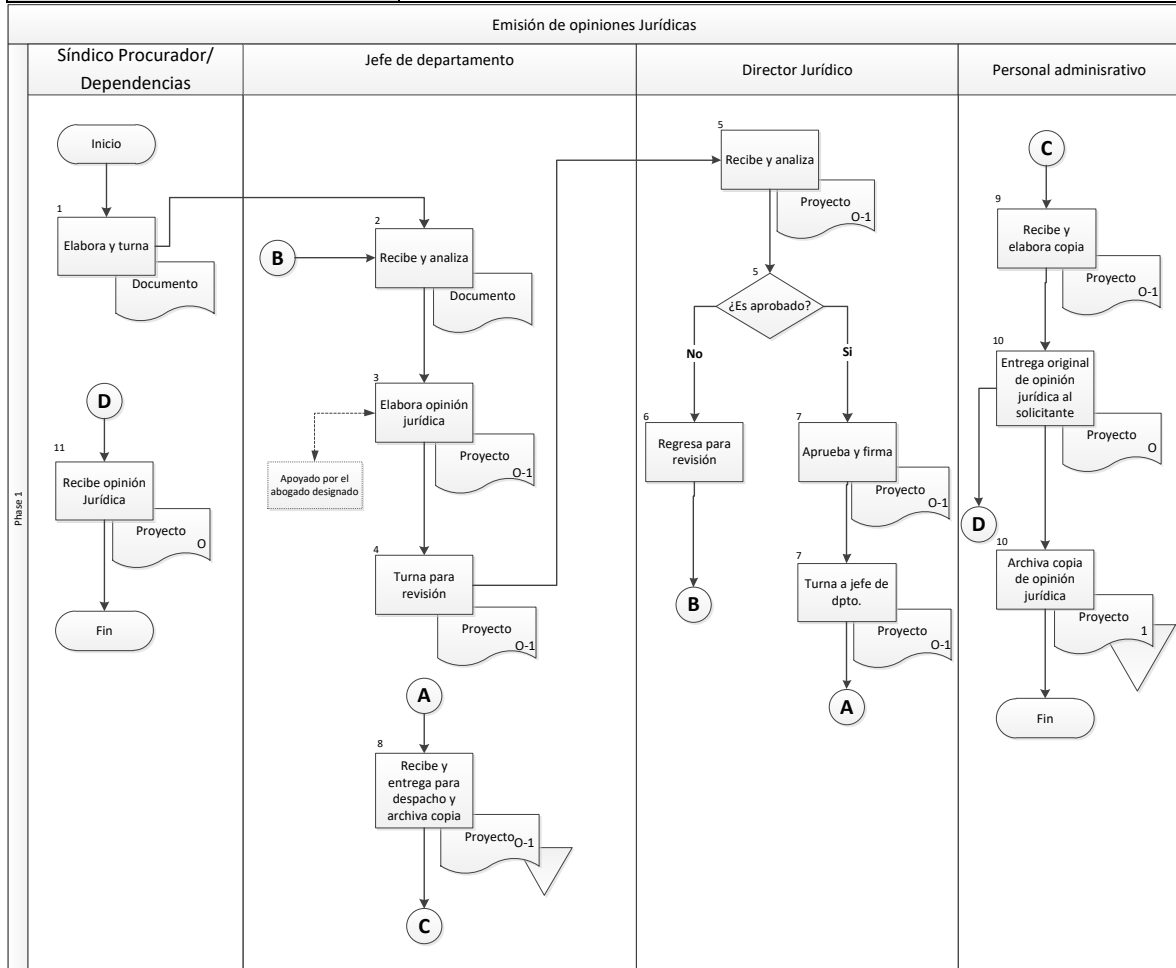 Emisión de opiniones Jurídicas
Phase 1
Síndico Procurador/
Dependencias
Inicio
1
Elabora y turna
Documento
D
11
Recibe opinión
Jurídica
Proyecto
O
Fin
Jefe de departamento
2
B
Recibe y analiza
Documento
3
Elabora opinión
jurídica
Proyecto
O-1
Apoyado por el
abogado designado
4
Turna para
revisión
Proyecto
O-1
A
8
Recibe y
entrega para
despacho y
archiva copia
Proyecto
O-1
C
Director Jurídico
5
Recibe y analiza
Proyecto
O-1
5
¿Es aprobado?
No
Si
6
Regresa para
revisión
B
7
Aprueba y firma
Proyecto
O-1
7
Turna a jefe de
dpto.
Proyecto
O-1
A
Personal adminisrativo
C
9
Recibe y
elabora copia
Proyecto
O-1
10
Entrega original
de opinión
jurídica al
solicitante
Proyecto
O
D
10
Archiva copia
de opinión
jurídica
Proyecto
1
Fin